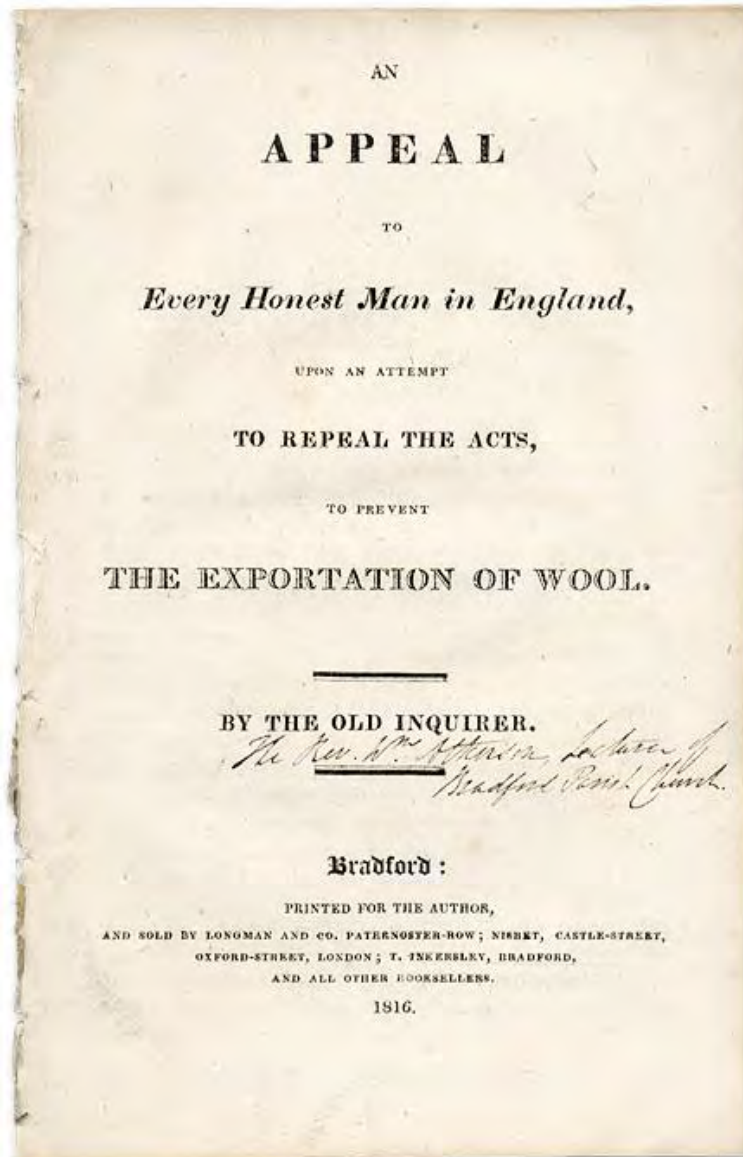 AN
APPEAL
TO
Every Honest Man in England,
UPON AN ATTEMPT
TO REPEAL THE ACTS,
TO PREVENT
THE EXPORTATION OF WOOL.
BY THE OLD INQUIRER.
The Rev. Wm. Atkinson, Lecturer of
Bradford Parish Church.
Bradford:
PRINTED FOR THE AUTHOR,
AND SOLD BY LONGMAN AND CO. PATERNOSTER-ROW; NISBET, CASTLE-STREET,
OXFORD-STREET, LONDON; T. INKERSLEY, BRADFORD,
AND ALL OTHER BOOKSELLERS.
1816.